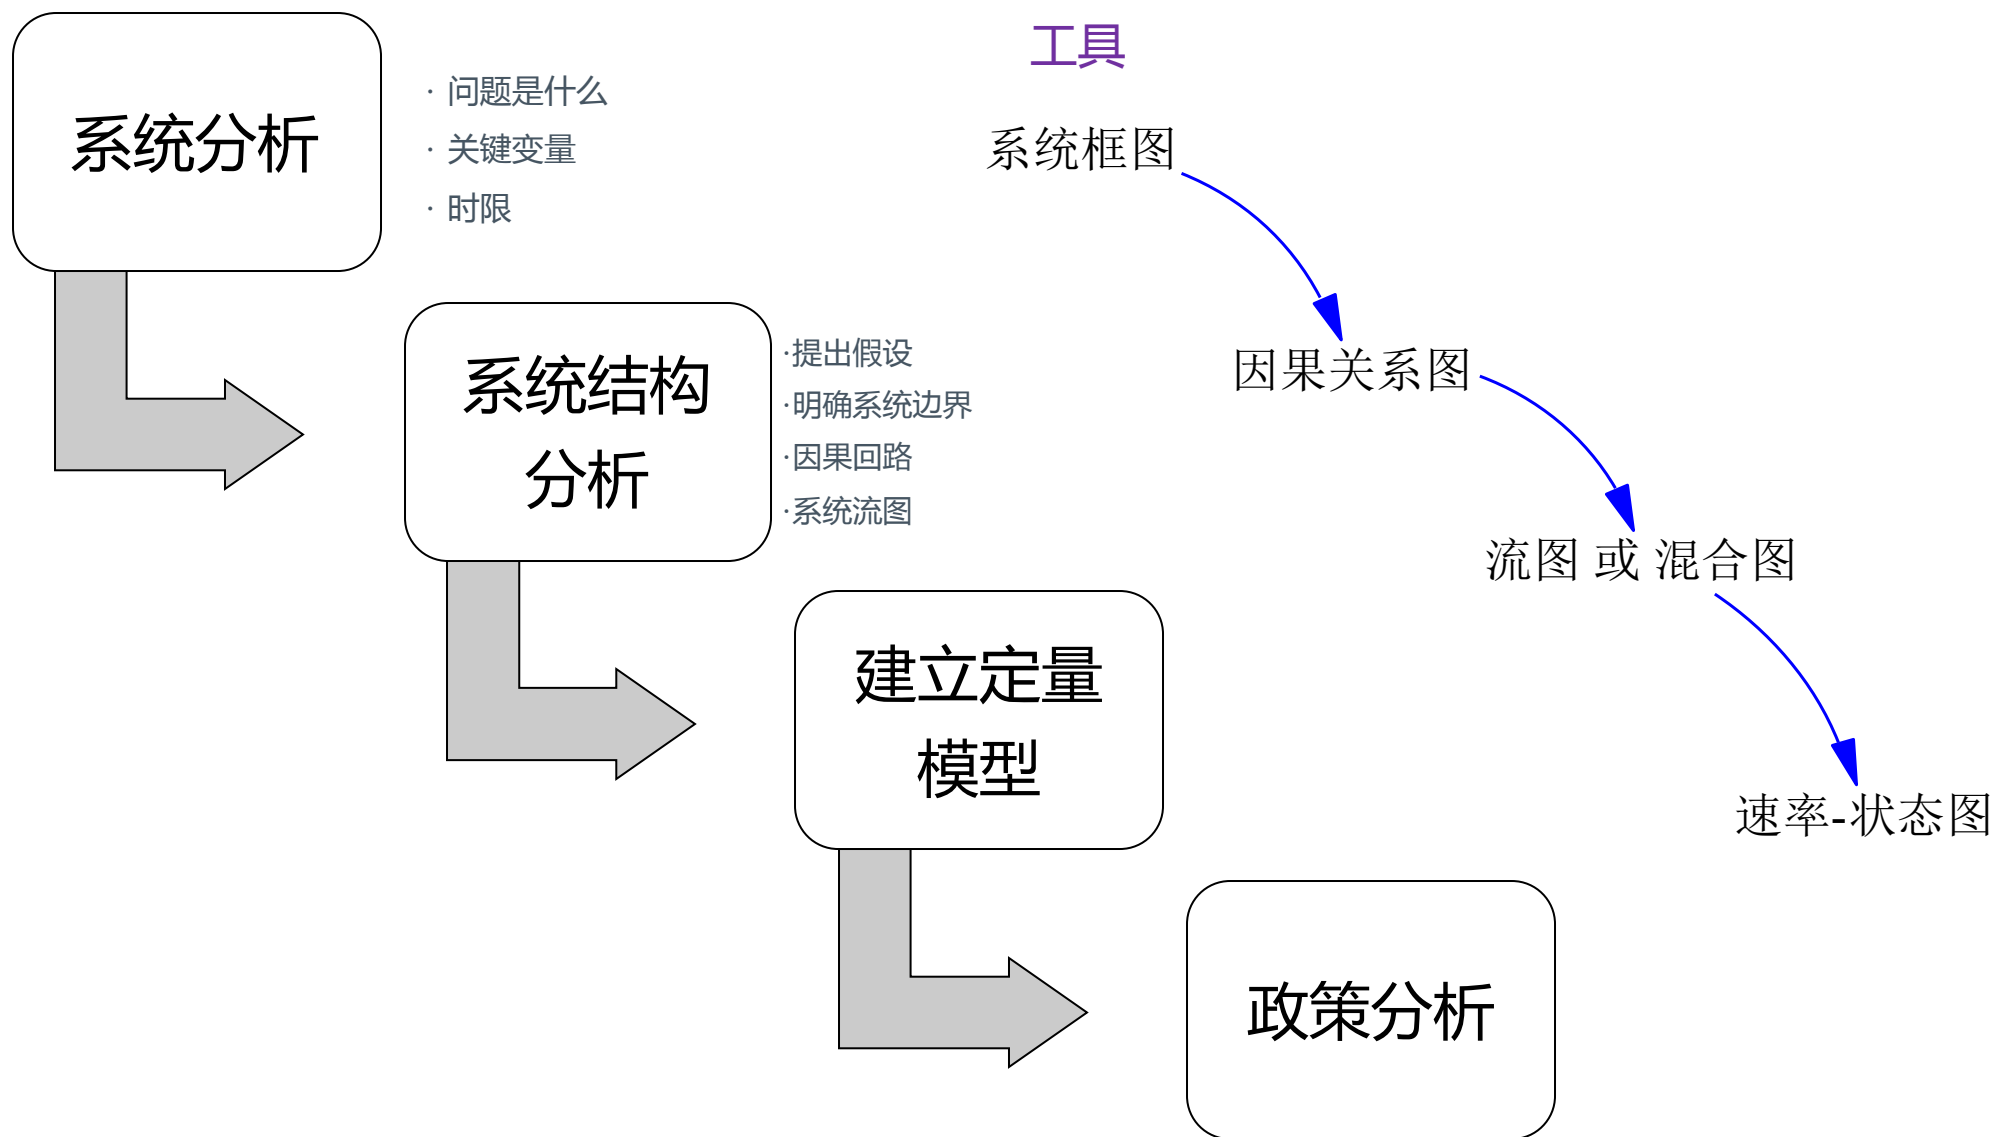 工具
系统分析
· 问题是什么
· 关键变量
· 时限
系统框图
系统结构
分析
·提出假设
·明确系统边界
·因果回路
·系统流图
因果关系图
流图 或 混合图
建立定量
模型
速率-状态图
政策分析